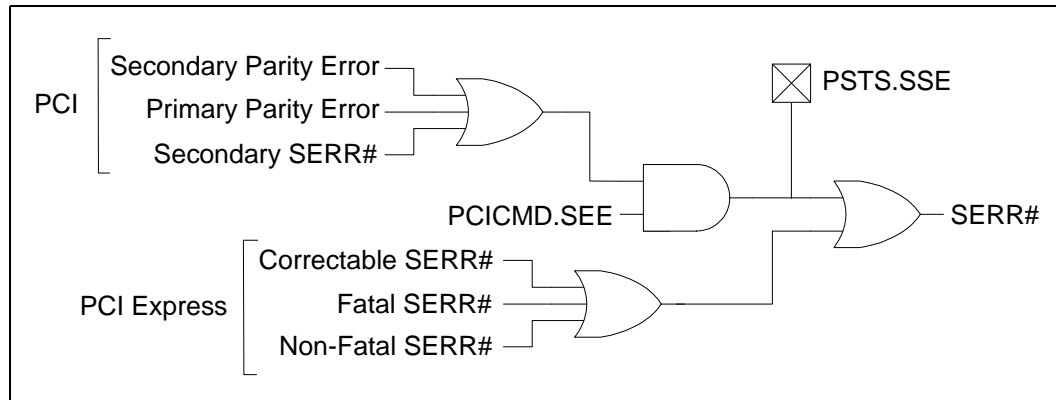 Secondary Parity Error
PSTS.SSE
PCI
Primary Parity Error
Secondary SERR#
PCICMD.SEE
SERR#
Correctable SERR#
PCI Express
Fatal SERR#
Non-Fatal SERR#